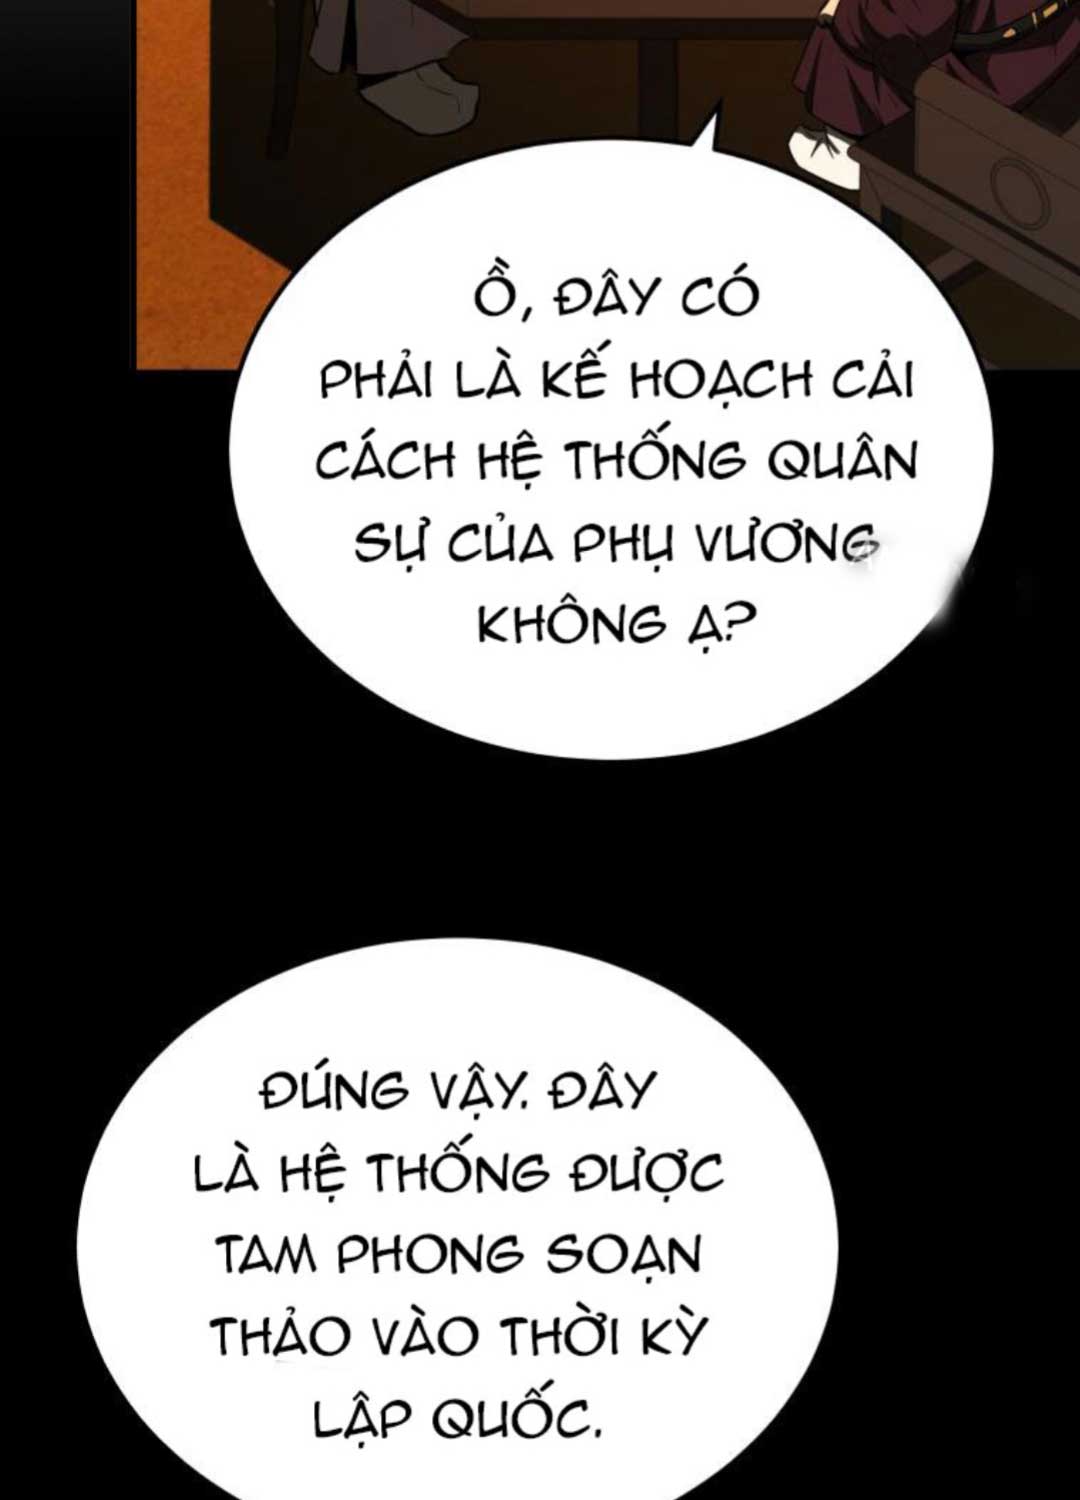 Ồ, ĐÂY CÓ
PHẢI LÀ KẾ HOẠCH CẢI
CÁCH HỆ THỐNG QUÂN
SỰ CỦA PHỤ VƯƠNG
KHÔNG Ạ?
ĐÚNG VẬY. ĐÂY
LÀ HỆ THỐNG ĐƯỢC
TAM PHONG SOẠN
THẢO VÀO THỜI KỲ
LẬP QUỐC.